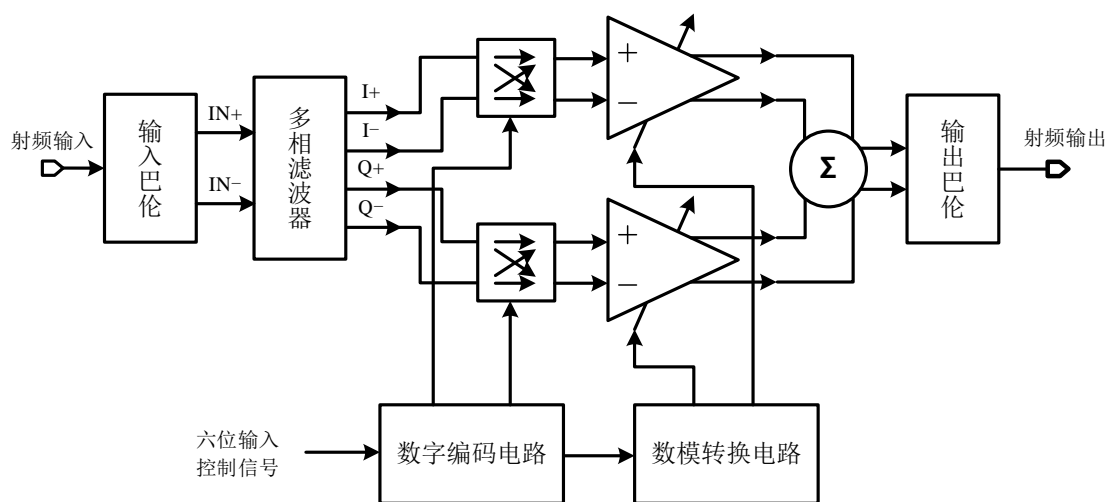 射频输入
输入巴伦
IN+
IN−
多相滤波器
I+
I−
Q+
Q−
+
−
+
−
Σ
输出巴伦
射频输出
六位输入
控制信号
数字编码电路
数模转换电路